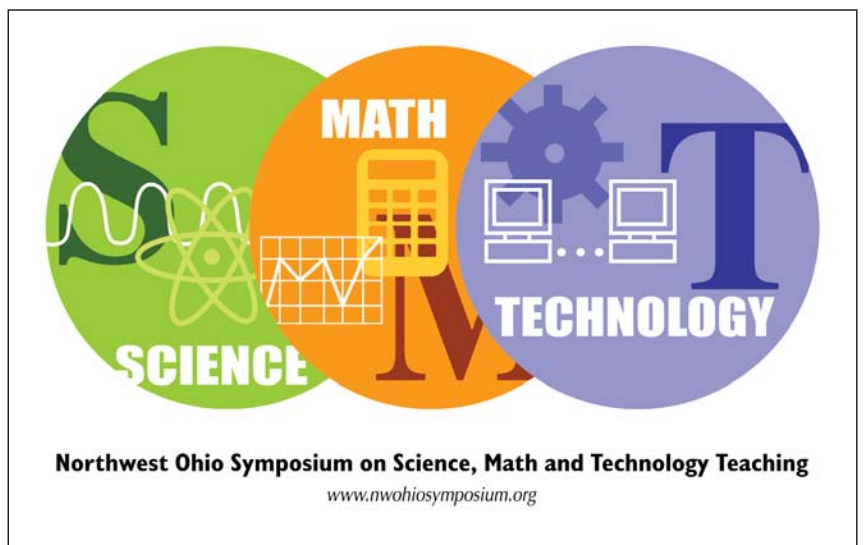 S
SCIENCE
MATH
M
T
TECHNOLOGY
Northwest Ohio Symposium on Science, Math and Technology Teaching
www.nwohiosymposium.org